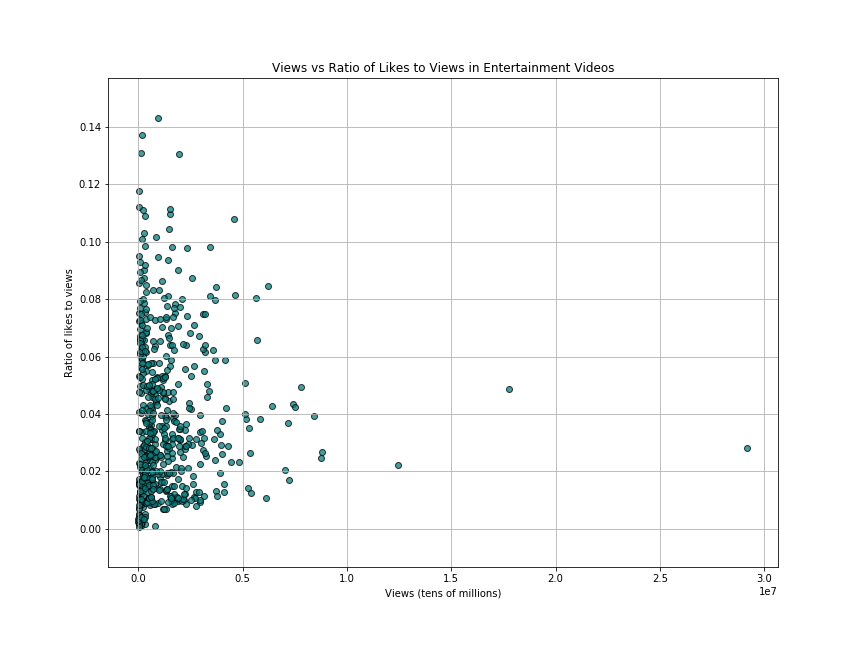 Views vs Ratio of Likes to Views in Entertainment Videos
Ratio of likes to views
0.14
0.12
0.10
0.08
0.06
0.04
0.02
0.00
0.0 0.5 1.0 1.5 2.0 2.5 3.0
1e7
Views (tens of millions)